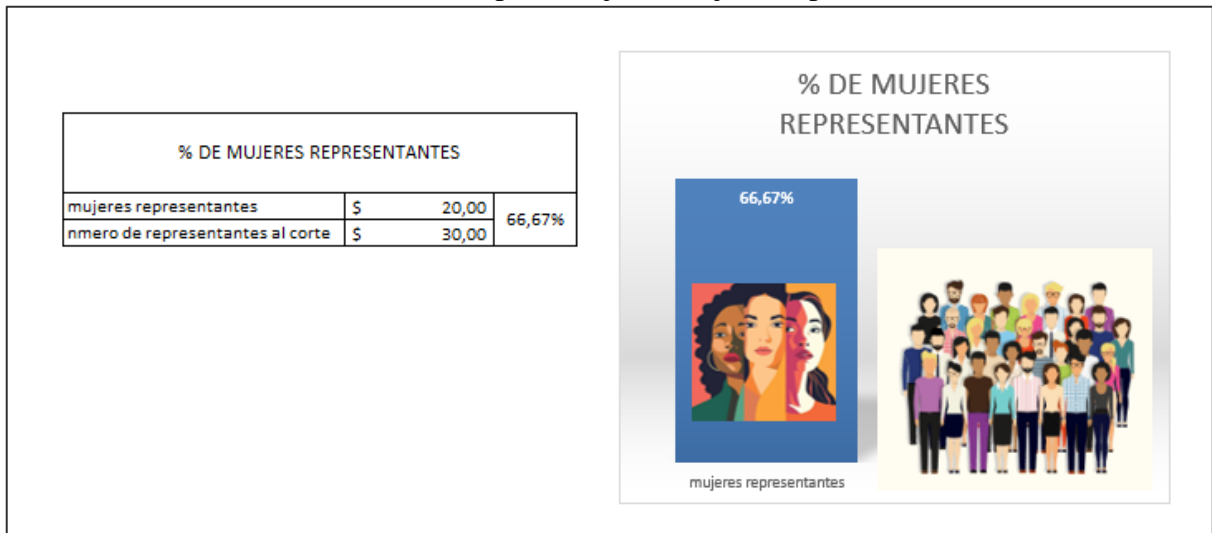 % DE MUJERES REPRESENTANTES
mujeres representantes $ 20,00
66,67%
nmero de representantes al corte $ 30,00
% DE MUJERES
REPRESENTANTES
66,67%
mujeres representantes